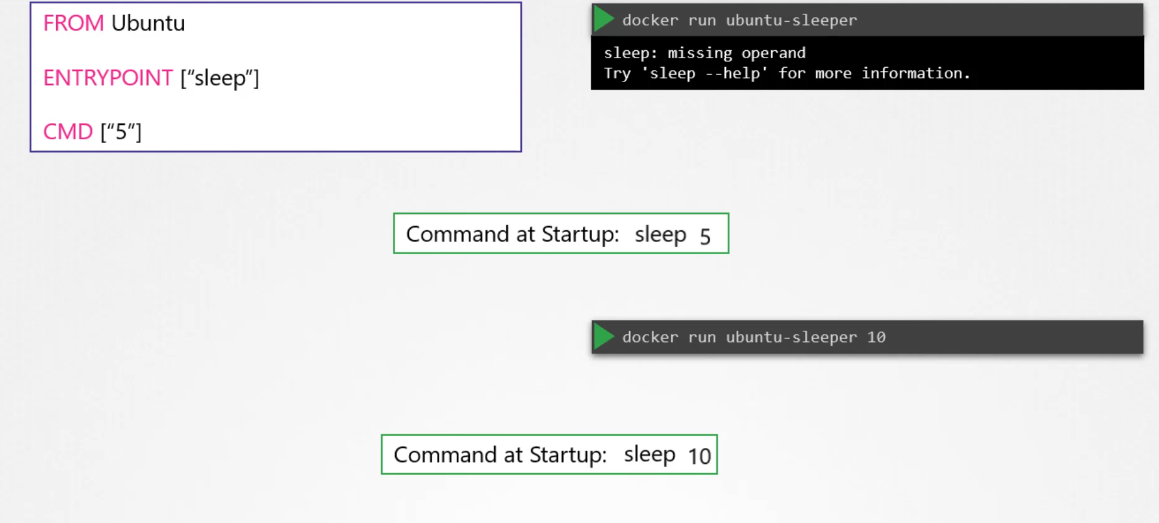 FROM Ubuntu
ENTRYPOINT [“sleep”]
CMD [“5”]
docker run ubuntu-sleeper
sleep: missing operand
Try 'sleep --help' for more information.
Command at Startup: sleep 5
docker run ubuntu-sleeper 10
Command at Startup: sleep 10